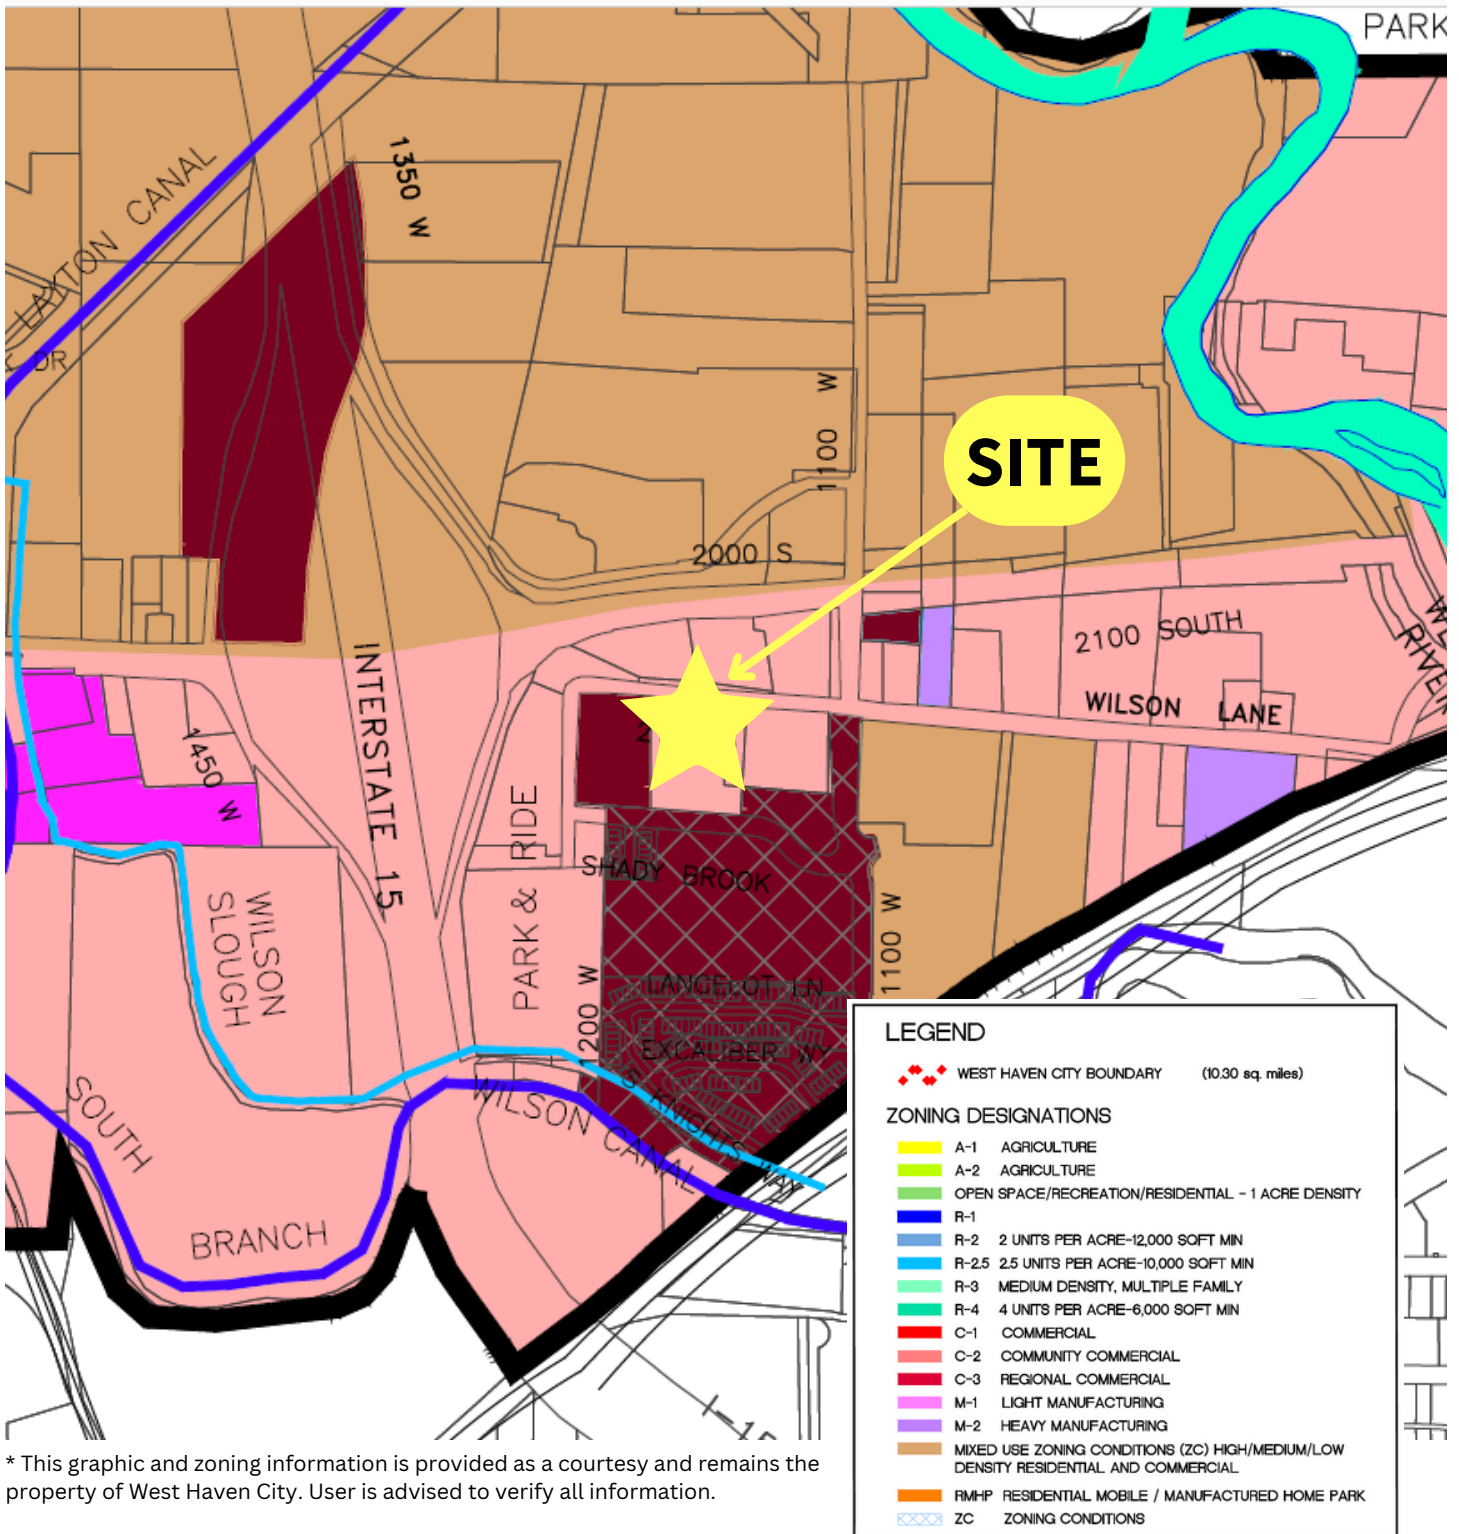 PARK
LAYTON CANAL
1350 W
DR
1100 W
SITE
2000 S
2100 SOUTH
WILSON LANE
INTERSTATE 15
1450 W
2
PARK & RIDE
SHADY BROOK
WILSON
SLOUGH
1200 W
1100 W
LANCELOT LN
EXCALIBER WY
S KNIGHTS WAY
WILSON CANAL
SOUTH
BRANCH
RIVER
I-15
LEGEND
WEST HAVEN CITY BOUNDARY (10.30 sq. miles)
ZONING DESIGNATIONS
A-1 AGRICULTURE
A-2 AGRICULTURE
OPEN SPACE/RECREATION/RESIDENTIAL - 1 ACRE DENSITY
R-1
R-2 2 UNITS PER ACRE-12,000 SQFT MIN
R-2.5 2.5 UNITS PER ACRE-10,000 SQFT MIN
R-3 MEDIUM DENSITY, MULTIPLE FAMILY
R-4 4 UNITS PER ACRE-6,000 SQFT MIN
C-1 COMMERCIAL
C-2 COMMUNITY COMMERCIAL
C-3 REGIONAL COMMERCIAL
M-1 LIGHT MANUFACTURING
M-2 HEAVY MANUFACTURING
MIXED USE ZONING CONDITIONS (ZC) HIGH/MEDIUM/LOW
DENSITY RESIDENTIAL AND COMMERCIAL
RMHP RESIDENTIAL MOBILE / MANUFACTURED HOME PARK
ZC ZONING CONDITIONS
* This graphic and zoning information is provided as a courtesy and remains the
property of West Haven City. User is advised to verify all information.